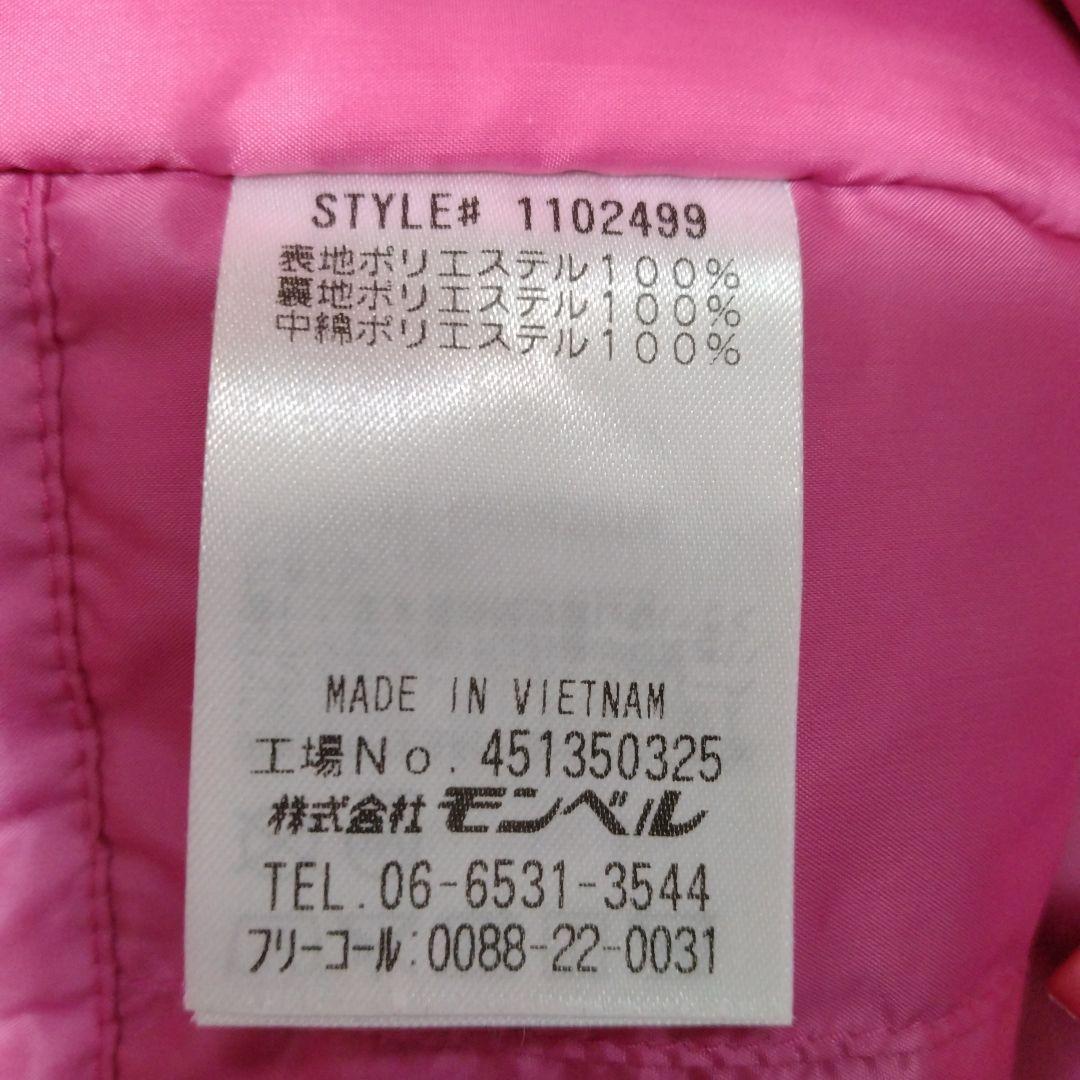 STYLE# 1102499
表地ポリエステル100%
裏地ポリエステル100%
中綿ポリエステル100%
MADE IN VIETNAM
工場No. 451350325
株式会社モンベル
TEL.06-6531-3544
フリーコール:0088-22-0031